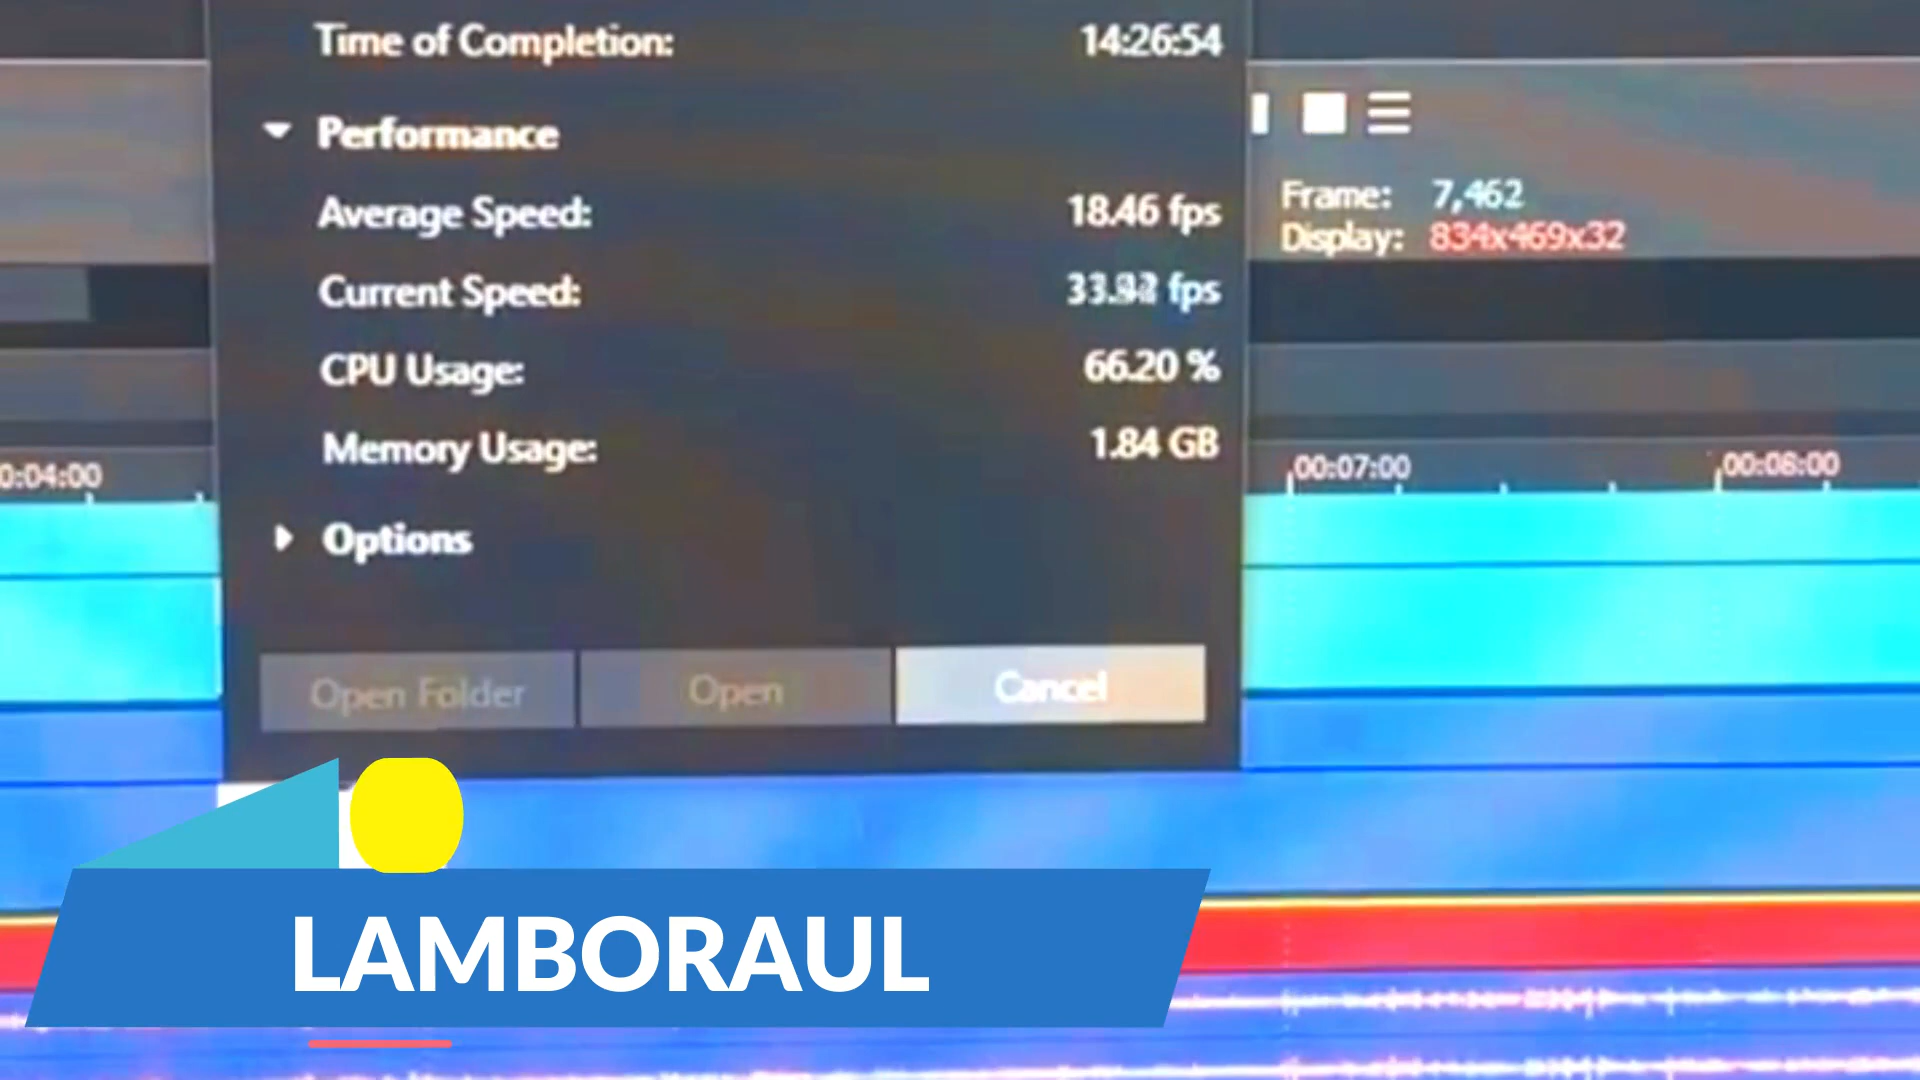 Time of Completion: 14:26:54
Performance
Average Speed: 18.46 fps
Current Speed: fps
CPU Usage: 66.20 %
Memory Usage: 1.84 GB
Options
Open Folder Open Cancel
Frame: 7,462
Display: 834x469x32
0:04:00 00:07:00 00:08:00
LAMBORAUL